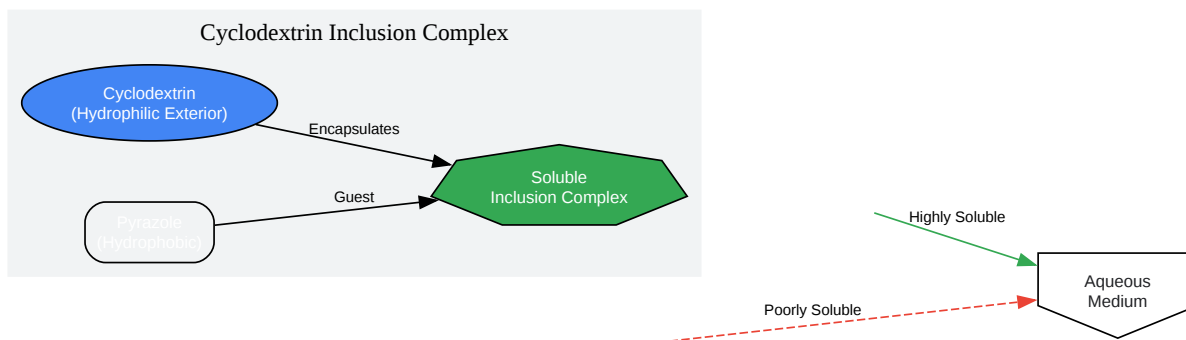 Cyclodextrin Inclusion Complex
Cyclodextrin
(Hydrophilic Exterior)
Encapsulates
Soluble
Inclusion Complex
Guest
Pyrazole
(Hydrophobic)
Highly Soluble
Aqueous
Medium
Poorly Soluble